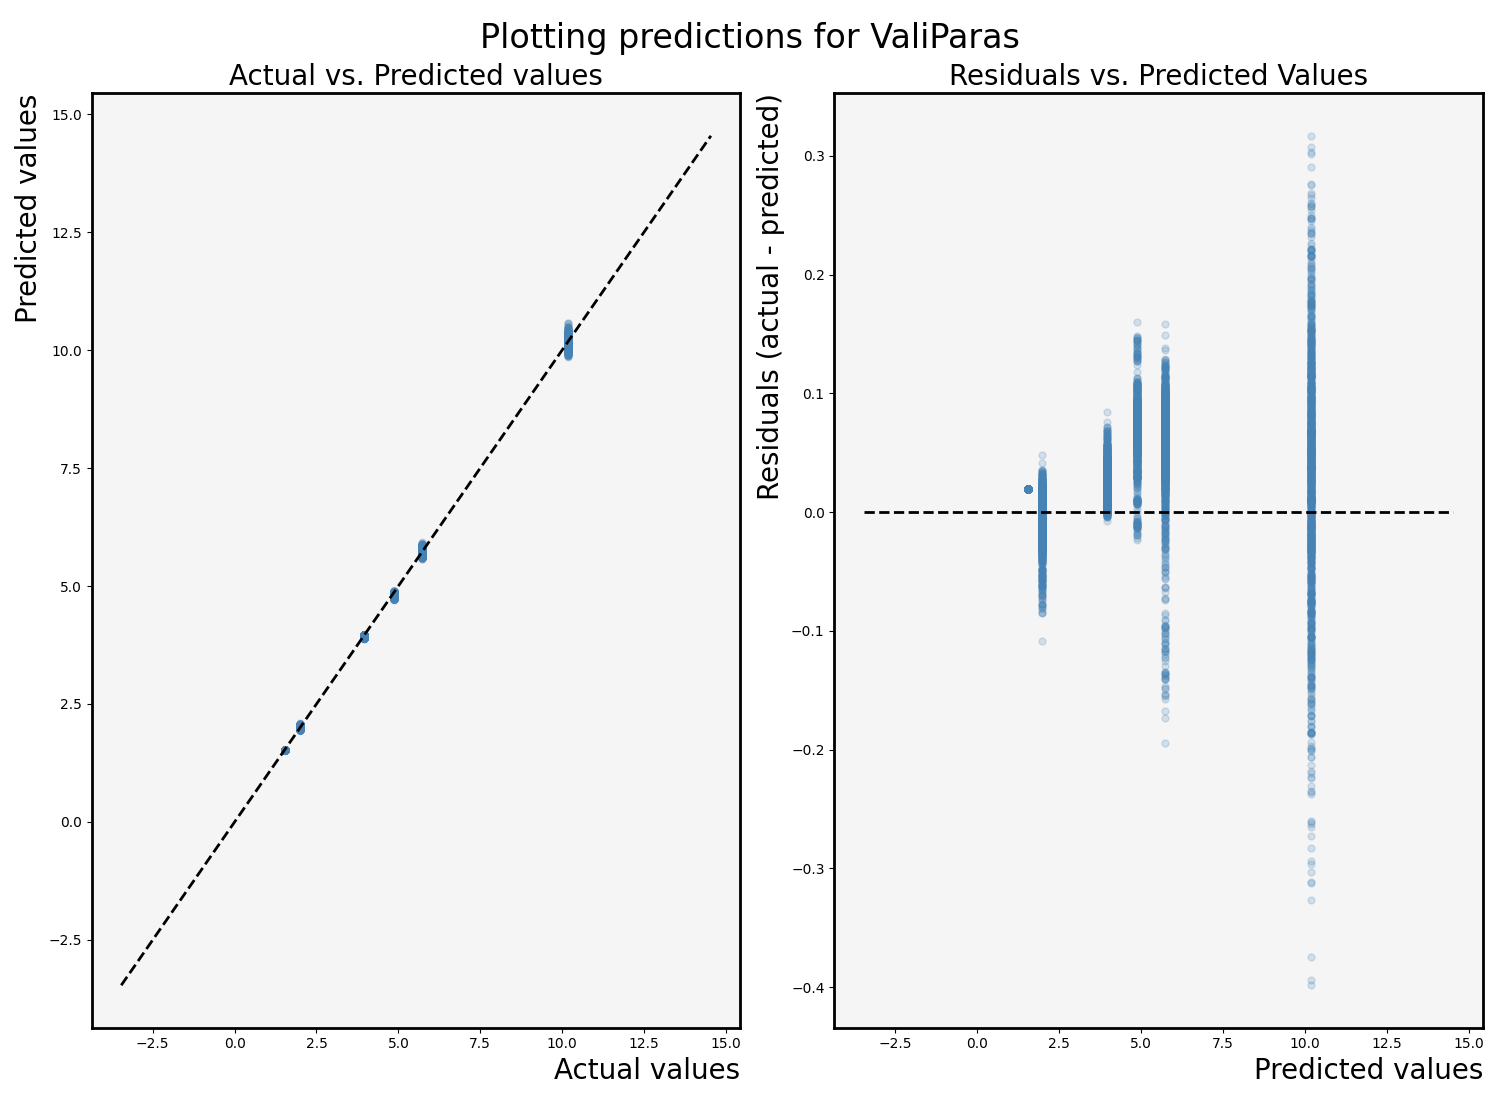 Plotting predictions for ValiParas
Actual vs. Predicted values
Predicted values
15.0
12.5
10.0
7.5
5.0
2.5
0.0
−2.5
−2.5 0.0 2.5 5.0 7.5 10.0 12.5 15.0
Actual values
Residuals vs. Predicted Values
Residuals (actual - predicted)
0.3
0.2
0.1
0.0
−0.1
−0.2
−0.3
−0.4
−2.5 0.0 2.5 5.0 7.5 10.0 12.5 15.0
Predicted values